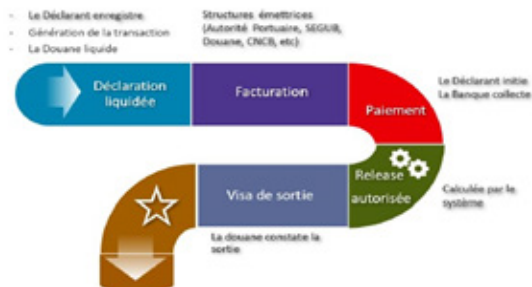 - Le Déclarant enregistre
- Génération de la transaction
- La Douane liquide
Structures émettrices
(Autorité Portuaire, SEGUB,
Douane, CNCB, etc)
Déclaration
liquidée
Facturation
Paiement
Le Déclarant initie
La Banque collecte
Release
autorisée
Calculée par le
système
Visa de sortie
La douane constate la
sortie